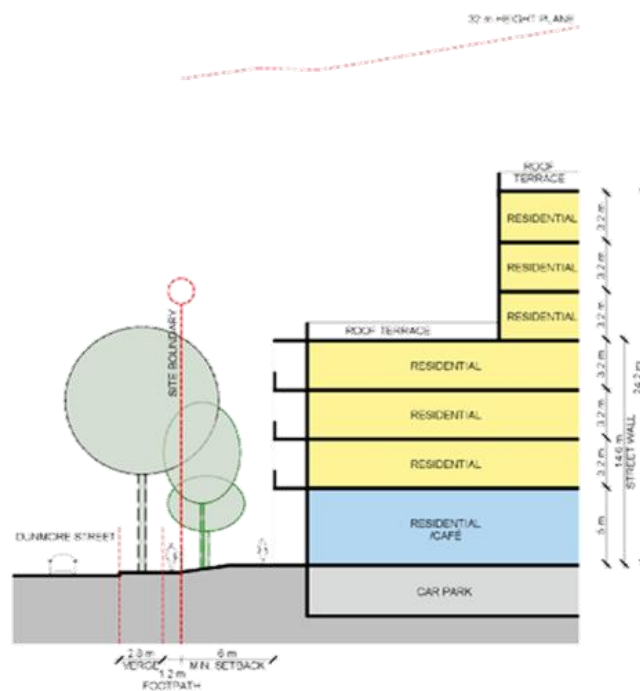 32 m HEIGHT PLANE
ROOF
TERRACE
RESIDENTIAL
3.2 m
RESIDENTIAL
3.2 m
RESIDENTIAL
3.2 m
SITE BOUNDARY
ROOF TERRACE
RESIDENTIAL
3.2 m
RESIDENTIAL
3.2 m
RESIDENTIAL
3.2 m
14.6 m
STREET WALL
24.2 m
DUNMORE STREET
RESIDENTIAL
/CAFÉ
5 m
CAR PARK
2.8 m
VERGE
1.2 m
FOOTPATH
6 m
MIN. SETBACK